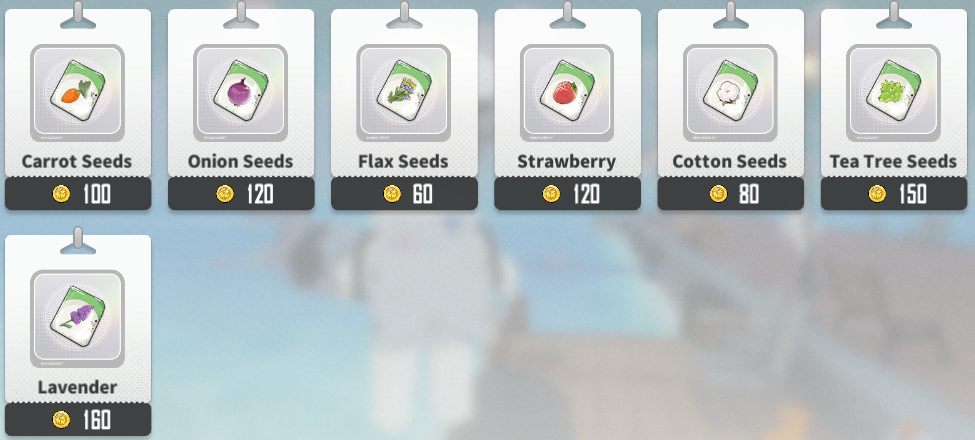 Carrot Seeds
100
Onion Seeds
120
Flax Seeds
60
Strawberry
120
Cotton Seeds
80
Tea Tree Seeds
150
Lavender
160